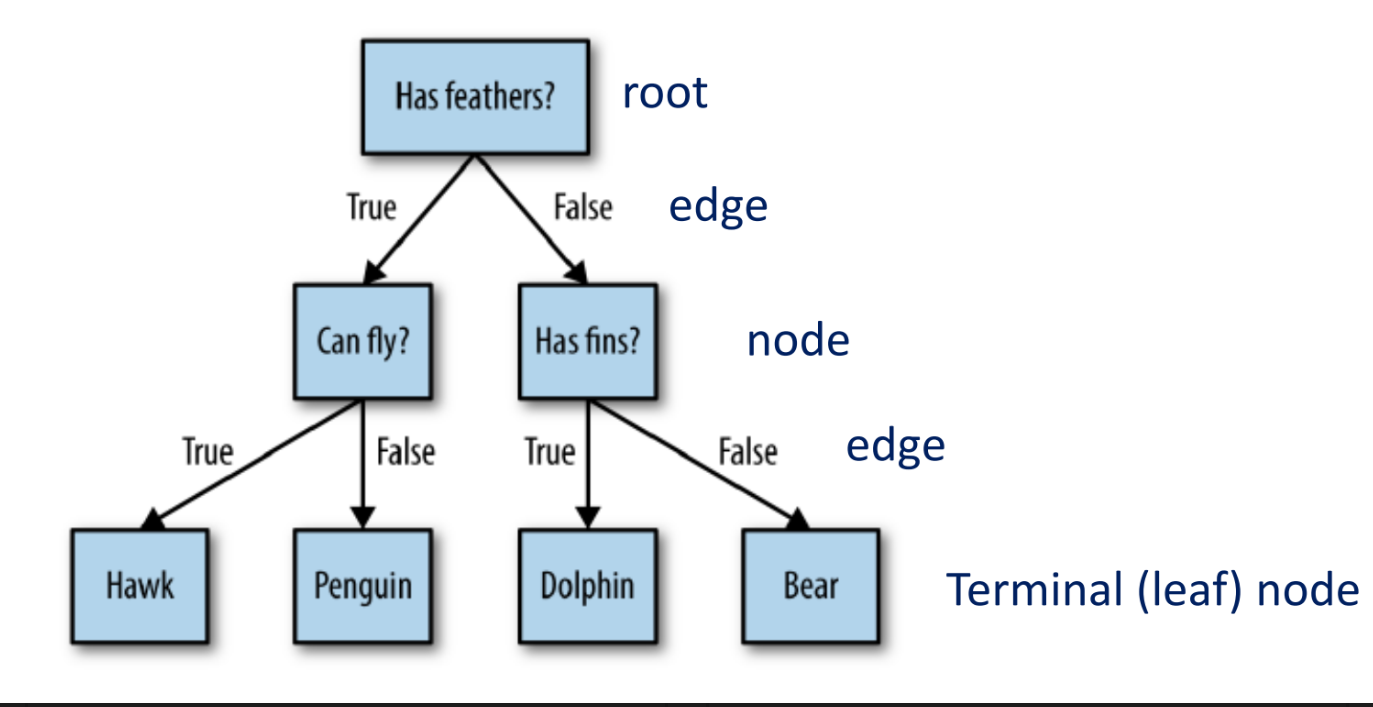 Has feathers? root
True False edge
Can fly? Has fins? node
True False True False edge
Hawk Penguin Dolphin Bear Terminal (leaf) node